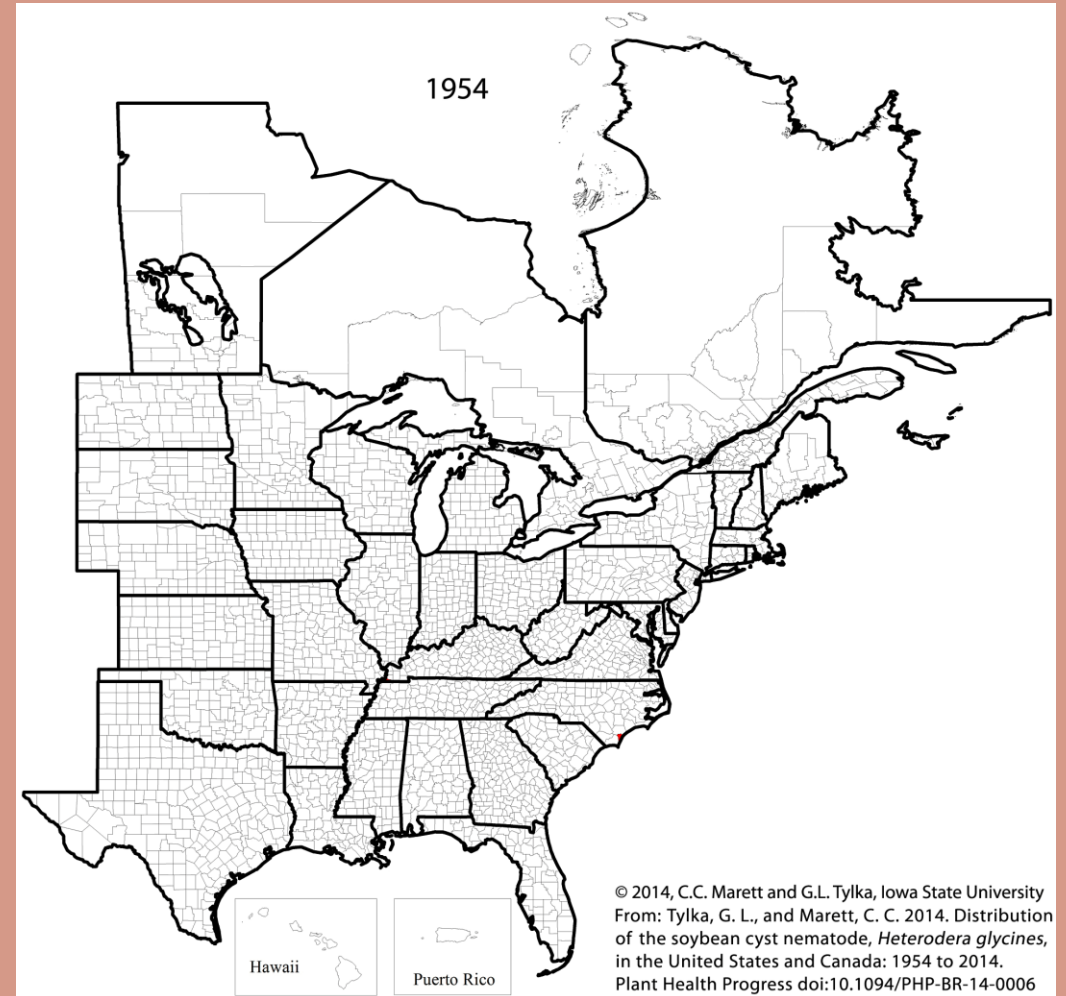 1954
Hawaii
Puerto Rico
© 2014, C.C. Marett and G.L. Tylka, Iowa State University
From: Tylka, G. L., and Marett, C. C. 2014. Distribution
of the soybean cyst nematode, Heterodera glycines,
in the United States and Canada: 1954 to 2014.
Plant Health Progress doi:10.1094/PHP-BR-14-0006